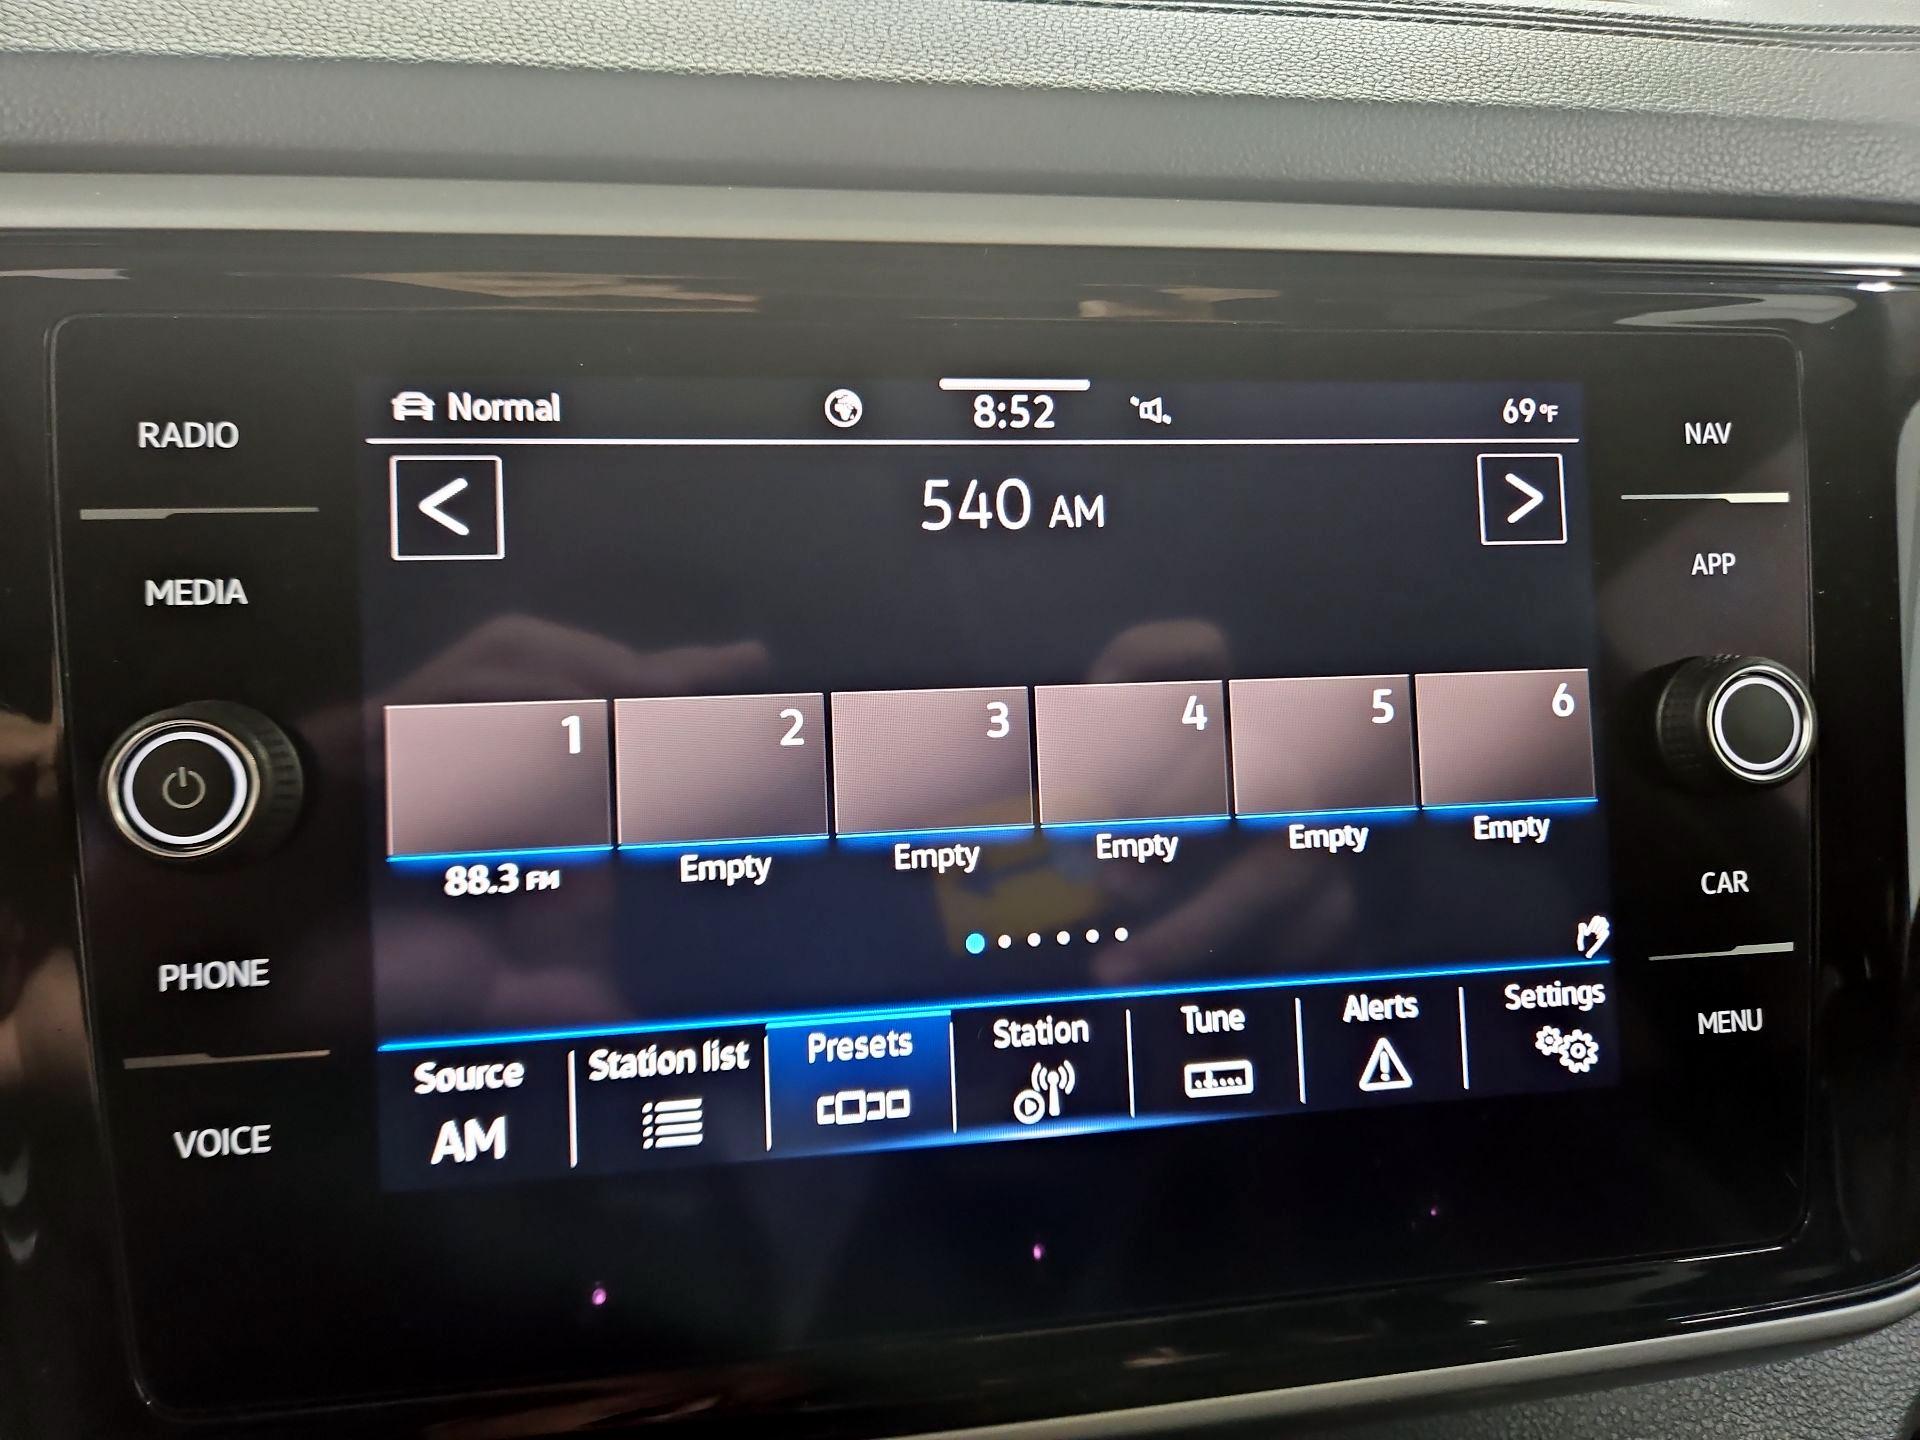 RADIO
MEDIA
PHONE
VOICE
Normal
8:52
69°F
540 AM
1
2
3
4
5
6
88.3 FM
Empty
Empty
Empty
Empty
Empty
Source
AM
Station list
Presets
Station
Tune
Alerts
Settings
NAV
APP
CAR
MENU